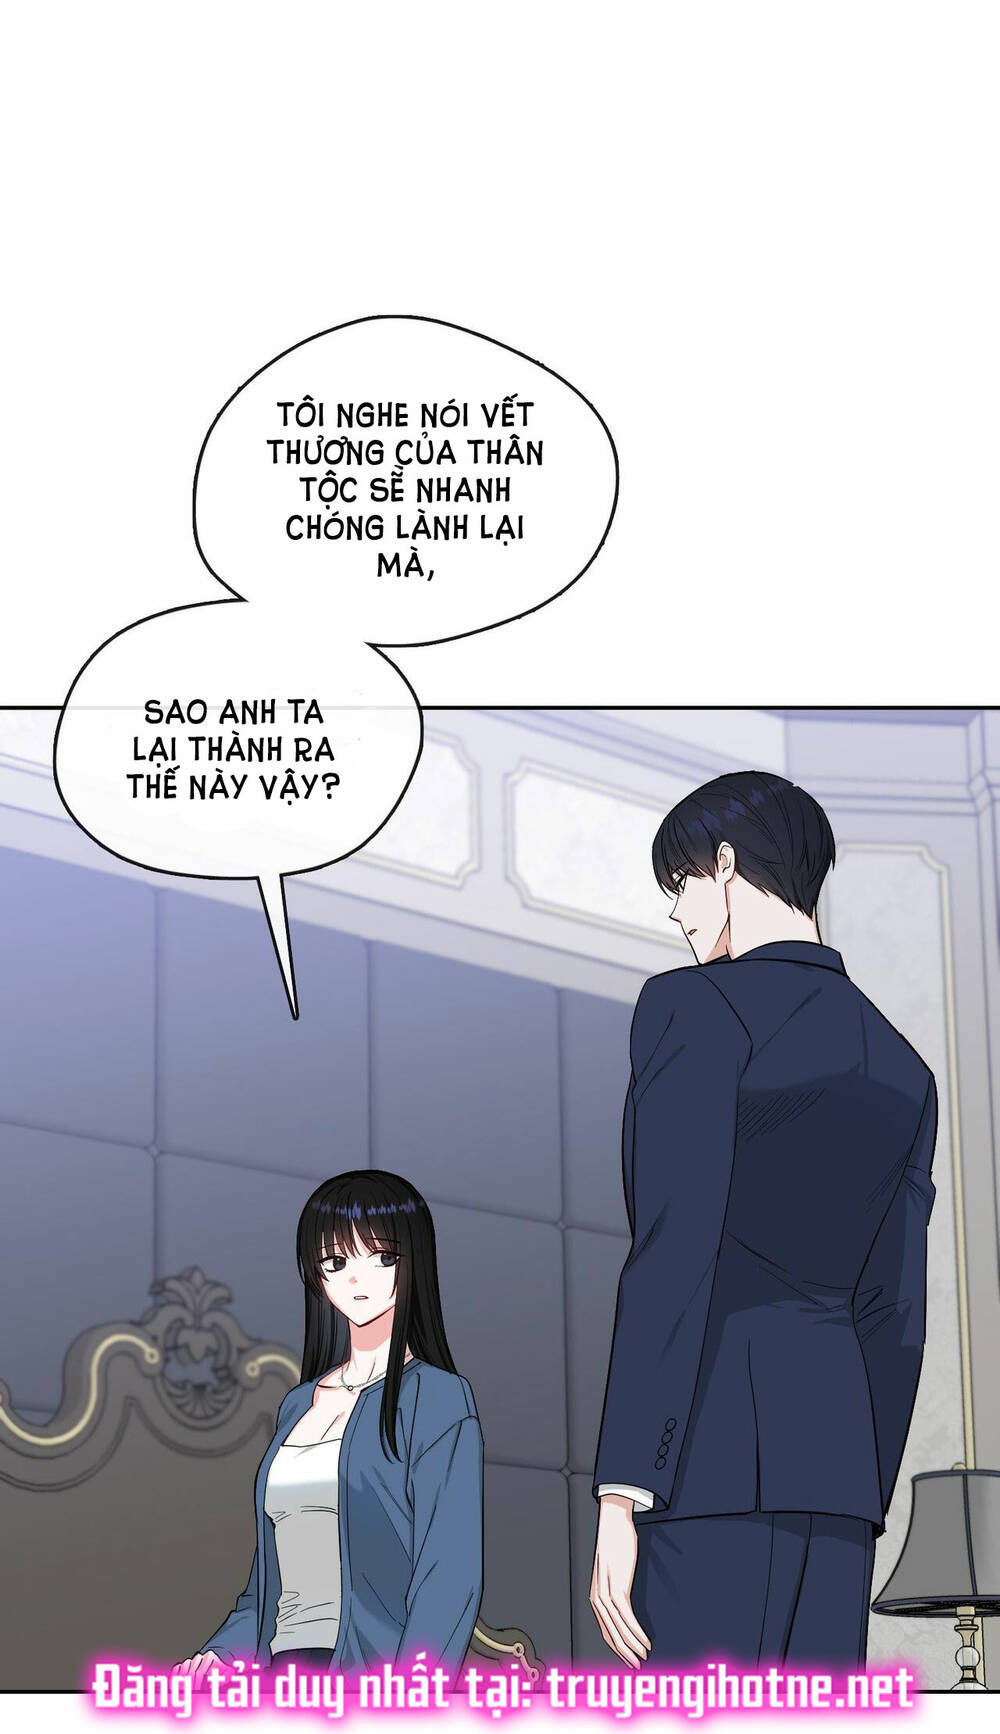 TÔI NGHE NÓI VẾT
THƯƠNG CỦA THÂN
TỘC SẼ NHANH
CHÓNG LÀNH LẠI
MÀ,
SAO ANH TA
LẠI THÀNH RA
THẾ NÀY VẬY?
Đăng tải duy nhất tại: truyengihotne.net